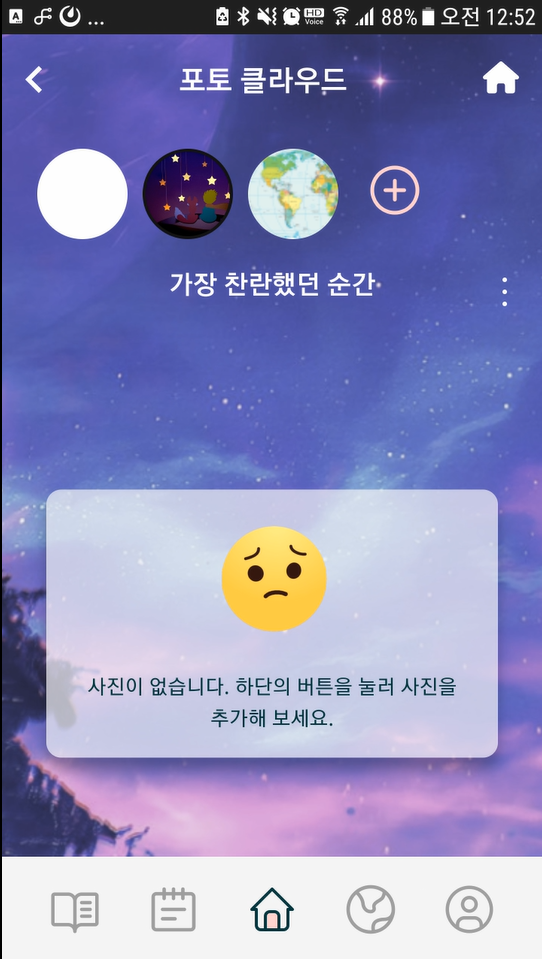 ... HD Voice 88% 오전 12:52
포토 클라우드
가장 찬란했던 순간
사진이 없습니다. 하단의 버튼을 눌러 사진을
추가해 보세요.